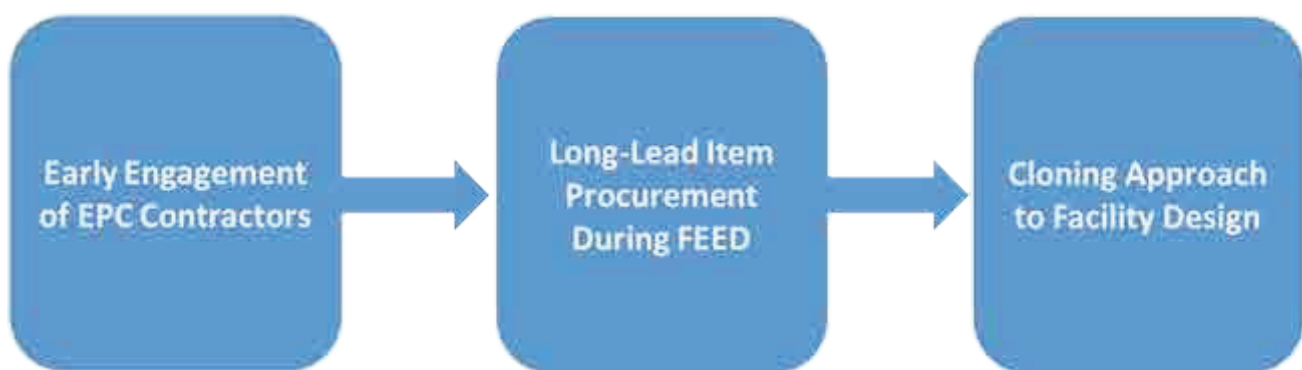 Early Engagement
of EPC Contractors
Long-Lead Item
Procurement
During FEED
Cloning Approach
to Facility Design